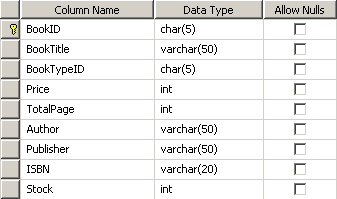 Column Name Data Type Allow Nulls
BookID char(5)
BookTitle varchar(50)
BookTypeID char(5)
Price int
TotalPage int
Author varchar(50)
Publisher varchar(50)
ISBN varchar(20)
Stock int